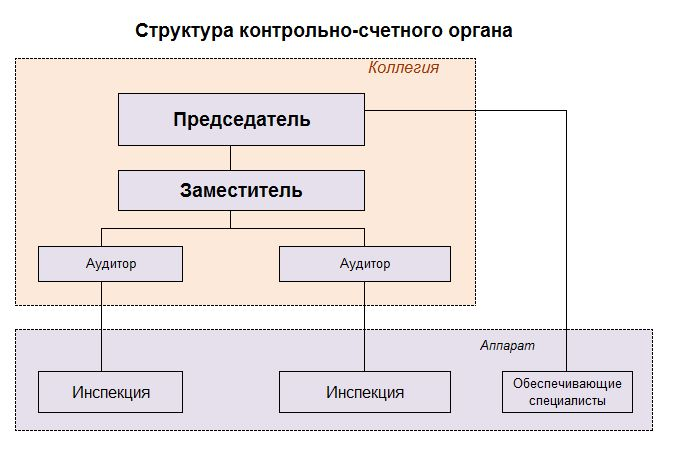 Структура контрольно-счетного органа
Коллегия
Председатель
Заместитель
Аудитор
Аудитор
Аппарат
Инспекция
Инспекция
Обеспечивающие
специалисты